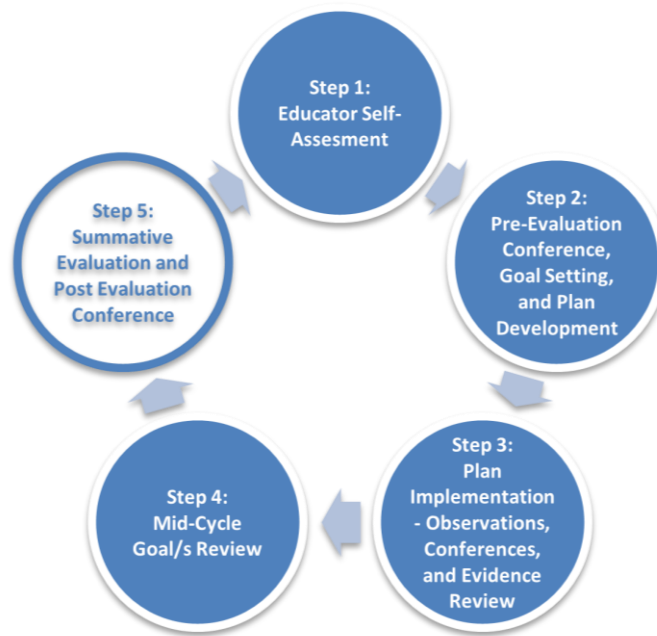 Step 1:
Educator Self-
Assesment
Step 2:
Pre-Evaluation
Conference,
Goal Setting,
and Plan
Development
Step 3:
Plan
Implementation
- Observations,
Conferences,
and Evidence
Review
Step 4:
Mid-Cycle
Goal/s Review
Step 5:
Summative
Evaluation and
Post Evaluation
Conference